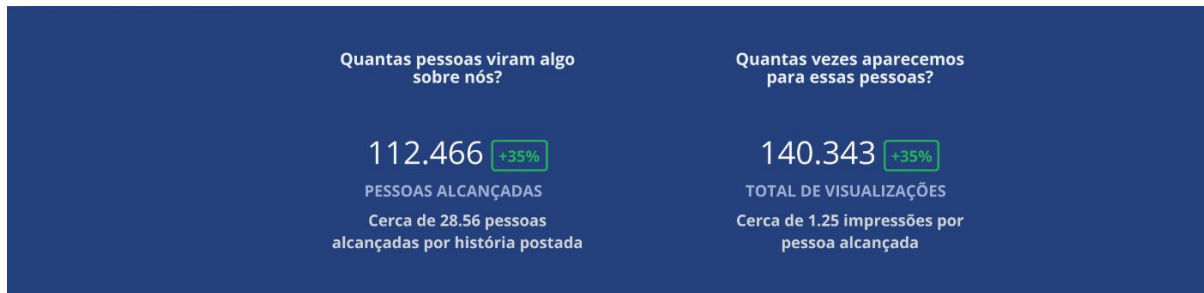 Quantas pessoas viram algo
sobre nós?
112.466 +35%
PESSOAS ALCANÇADAS
Cerca de 28.56 pessoas
alcançadas por história postada
Quantas vezes aparecemos
para essas pessoas?
140.343 +35%
TOTAL DE VISUALIZAÇÕES
Cerca de 1.25 impressões por
pessoa alcançada